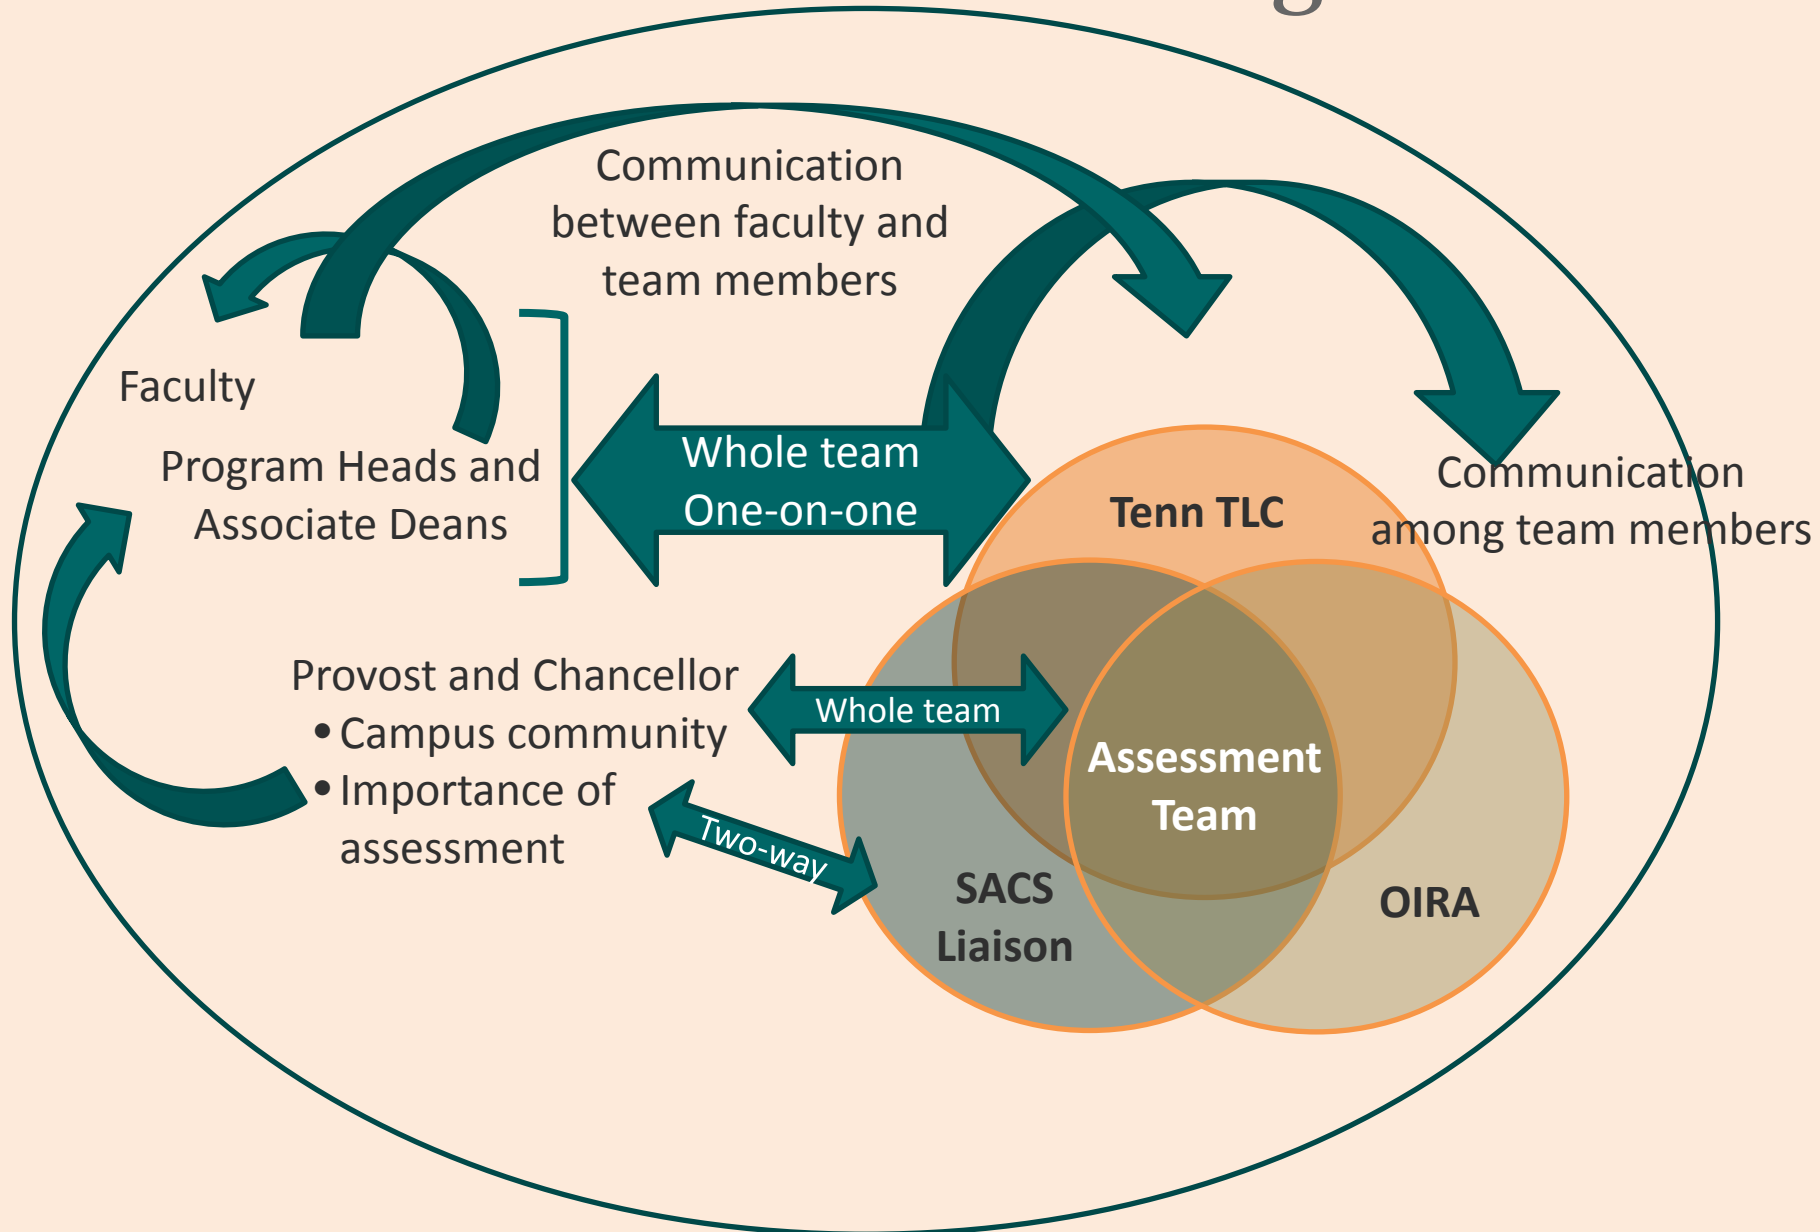 Communication
between faculty and
team members
Faculty
Program Heads and
Associate Deans
Whole team
One-on-one
Tenn TLC
Communication
among team members
Provost and Chancellor
• Campus community
• Importance of
assessment
Whole team
Two-way
Assessment
Team
SACS
Liaison
OIRA